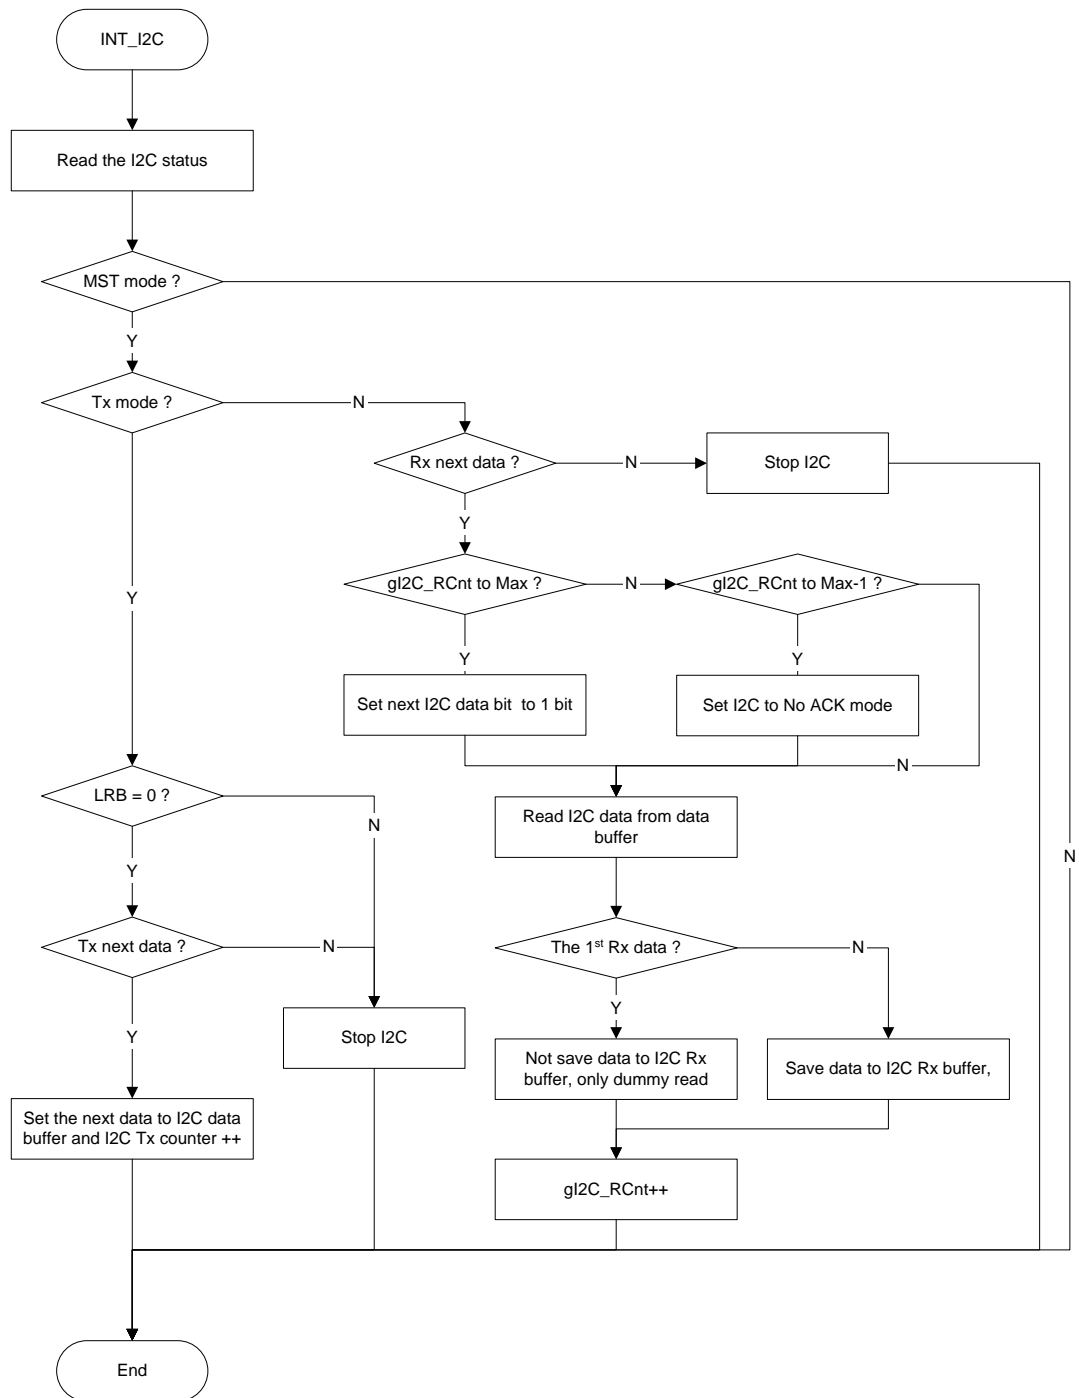 INT_I2C
Read the I2C status
MST mode ?
Y
Tx mode ?
N
Rx next data ?
N
Stop I2C
Y
gI2C_RCnt to Max ?
N
gI2C_RCnt to Max-1 ?
Y
Y
Y
Set next I2C data bit  to 1 bit
Set I2C to No ACK mode
N
LRB = 0 ?
N
Read I2C data from data
buffer
N
Y
Tx next data ?
N
The 1st Rx data ?
N
Y
Y
Stop I2C
Not save data to I2C Rx
buffer, only dummy read
Save data to I2C Rx buffer,
Set the next data to I2C data
buffer and I2C Tx counter ++
gI2C_RCnt++
End